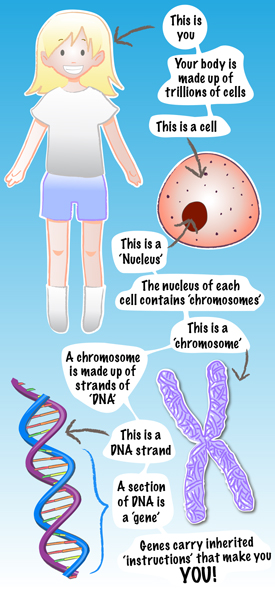 This is
you
Your body is
made up of
trillions of cells
This is a cell
This is a
'Nucleus'
The nucleus of each
cell contains 'chromosomes'
This is a
'chromosome'
A chromosome
is made up of
strands of
'DNA'
This is a
DNA strand
A section
of DNA is
a 'gene'
Genes carry inherited
'instructions' that make you
YOU!